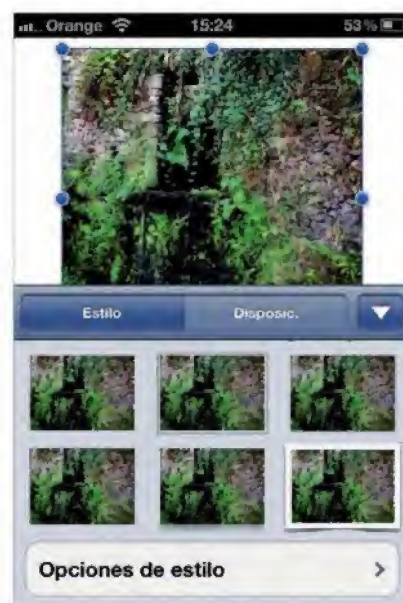 Orange 15:24 53 %
Estilo Disposic.
Opciones de estilo